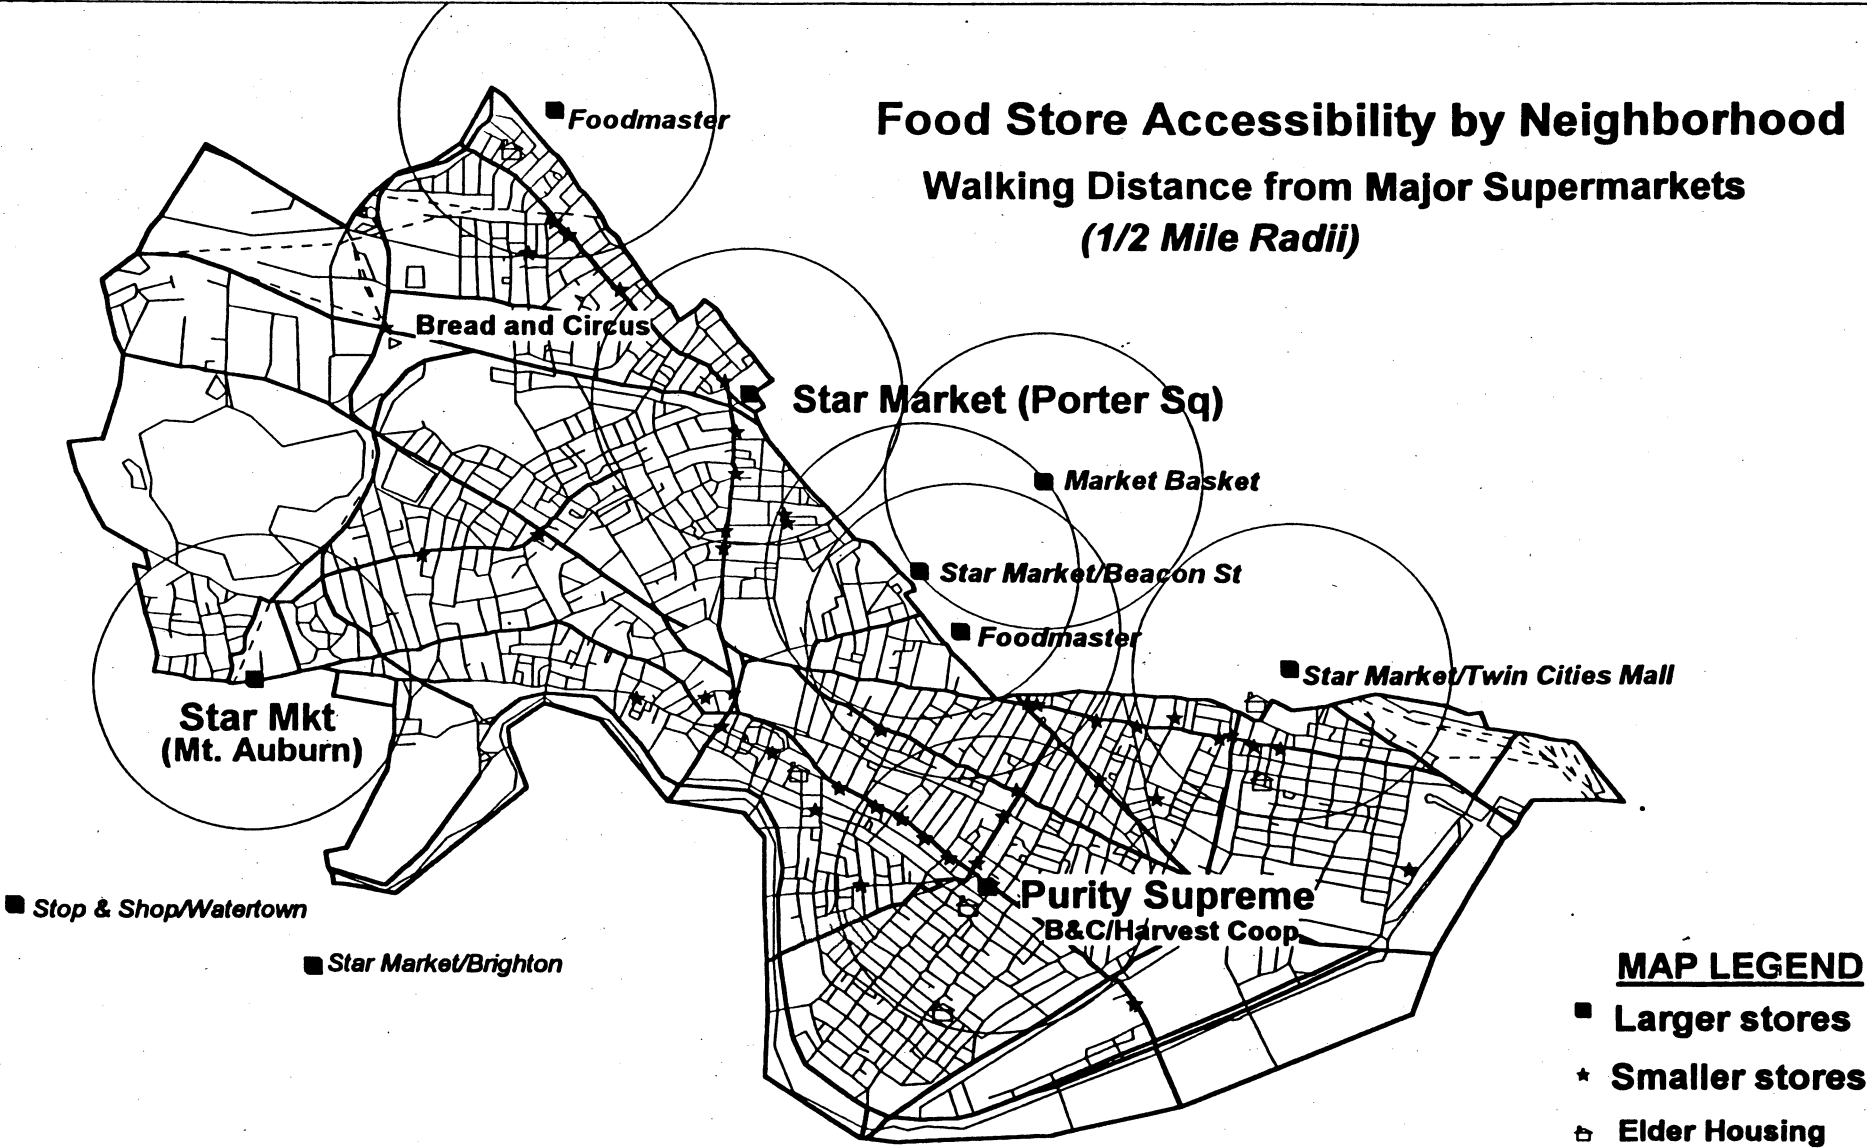 Foodmaster
Food Store Accessibility by Neighborhood
Walking Distance from Major Supermarkets
(1/2 Mile Radii)
Bread and Circus
Star Market (Porter Sq)
Market Basket
Star Market/Beacon St
Foodmaster
Star Market/Twin Cities Mall
Star Mkt
(Mt. Auburn)
Purity Supreme
B&C/Harvest Coop
Stop & Shop/Watertown
Star Market/Brighton
MAP LEGEND
Larger stores
Smaller stores
Elder Housing